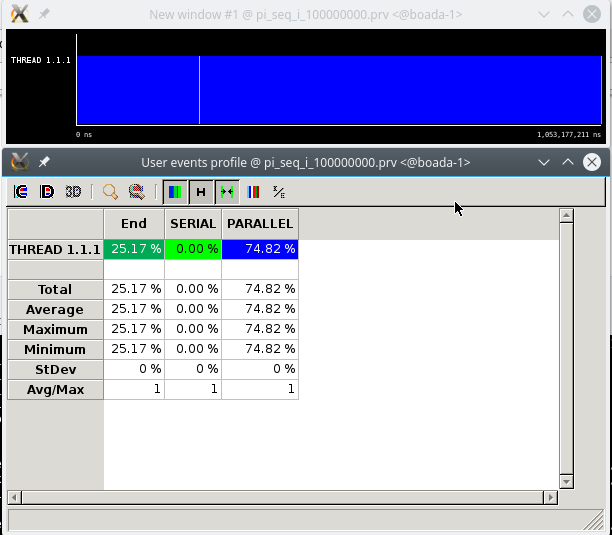 New window #1 @ pi_seq_i_100000000.prv <@boada-1>
THREAD 1.1.1
0 ns 1,053,177,211 ns
User events profile @ pi_seq_i_100000000.prv <@boada-1>
3D H
End SERIAL PARALLEL
THREAD 1.1.1 25.17 % 0.00 % 74.82 %
Total 25.17 % 0.00 % 74.82 %
Average 25.17 % 0.00 % 74.82 %
Maximum 25.17 % 0.00 % 74.82 %
Minimum 25.17 % 0.00 % 74.82 %
StDev 0 % 0 % 0 %
Avg/Max 1 1 1